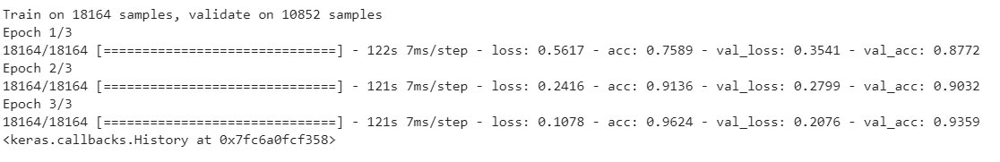 Train on 18164 samples, validate on 10852 samples
Epoch 1/3
18164/18164 [==============================] - 122s 7ms/step - loss: 0.5617 - acc: 0.7589 - val_loss: 0.3541 - val_acc: 0.8772
Epoch 2/3
18164/18164 [==============================] - 121s 7ms/step - loss: 0.2416 - acc: 0.9136 - val_loss: 0.2799 - val_acc: 0.9032
Epoch 3/3
18164/18164 [==============================] - 121s 7ms/step - loss: 0.1078 - acc: 0.9624 - val_loss: 0.2076 - val_acc: 0.9359
<keras.callbacks.History at 0x7fc6a0fcf358>